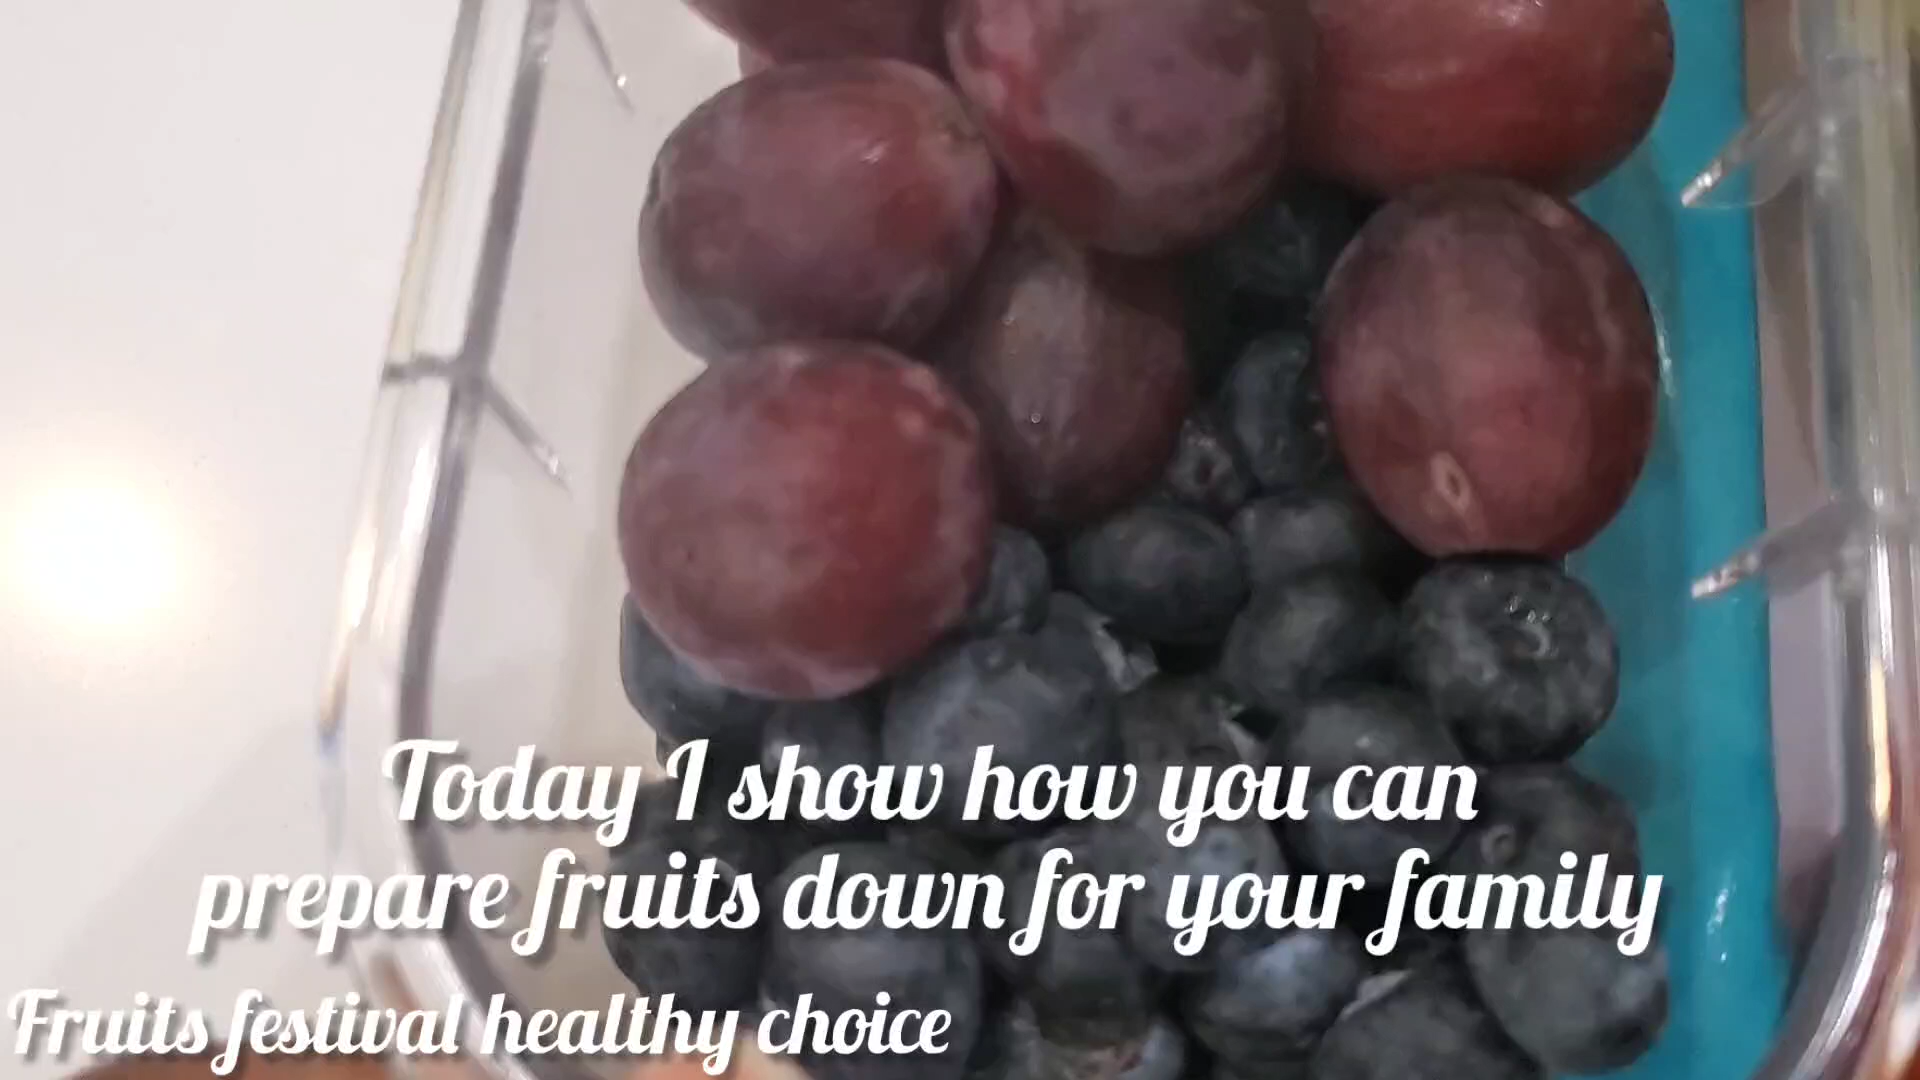 Today I show how you can
prepare fruits down for your family
Fruits festival healthy choice